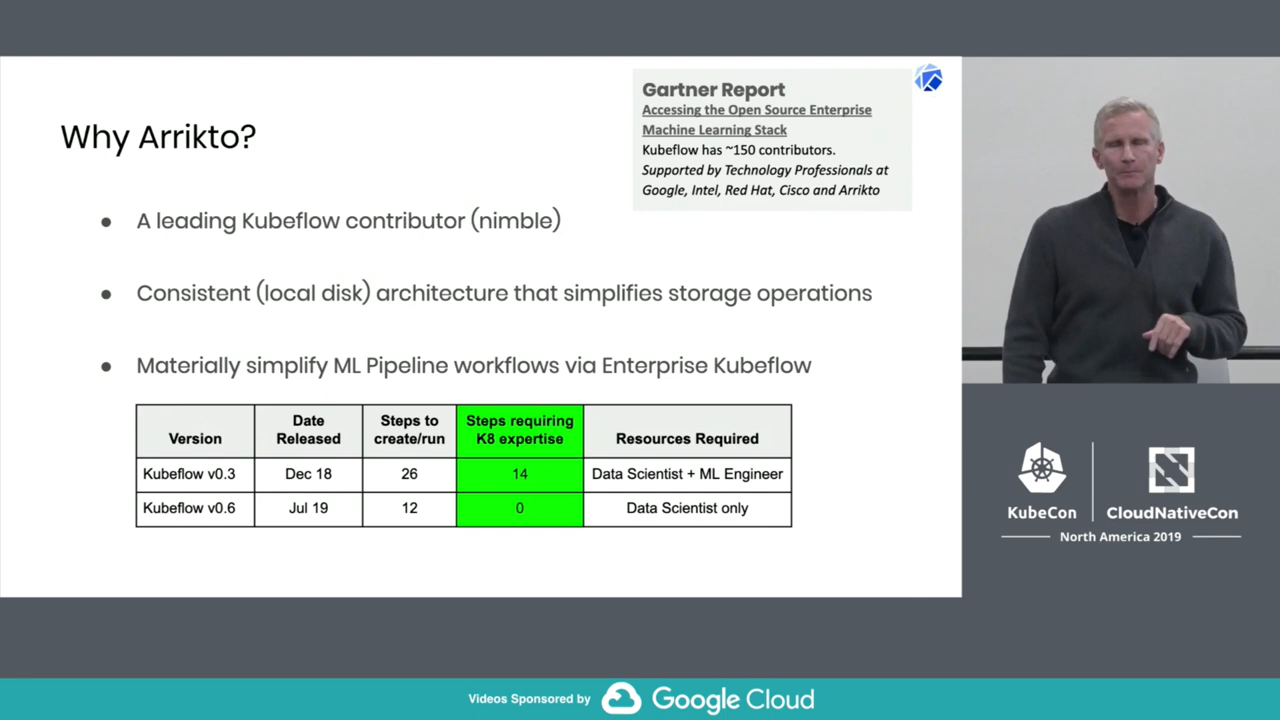 Why Arrikto?
Gartner Report
Accessing the Open Source Enterprise
Machine Learning Stack
Kubeflow has ~150 contributors.
Supported by Technology Professionals at
Google, Intel, Red Hat, Cisco and Arrikto
● A leading Kubeflow contributor (nimble)
● Consistent (local disk) architecture that simplifies storage operations
● Materially simplify ML Pipeline workflows via Enterprise Kubeflow
Version Date Released Steps to create/run Steps requiring K8 expertise Resources Required
Kubeflow v0.3 Dec 18 26 14 Data Scientist + ML Engineer
Kubeflow v0.6 Jul 19 12 0 Data Scientist only
KubeCon CloudNativeCon
North America 2019
Videos Sponsored by Google Cloud